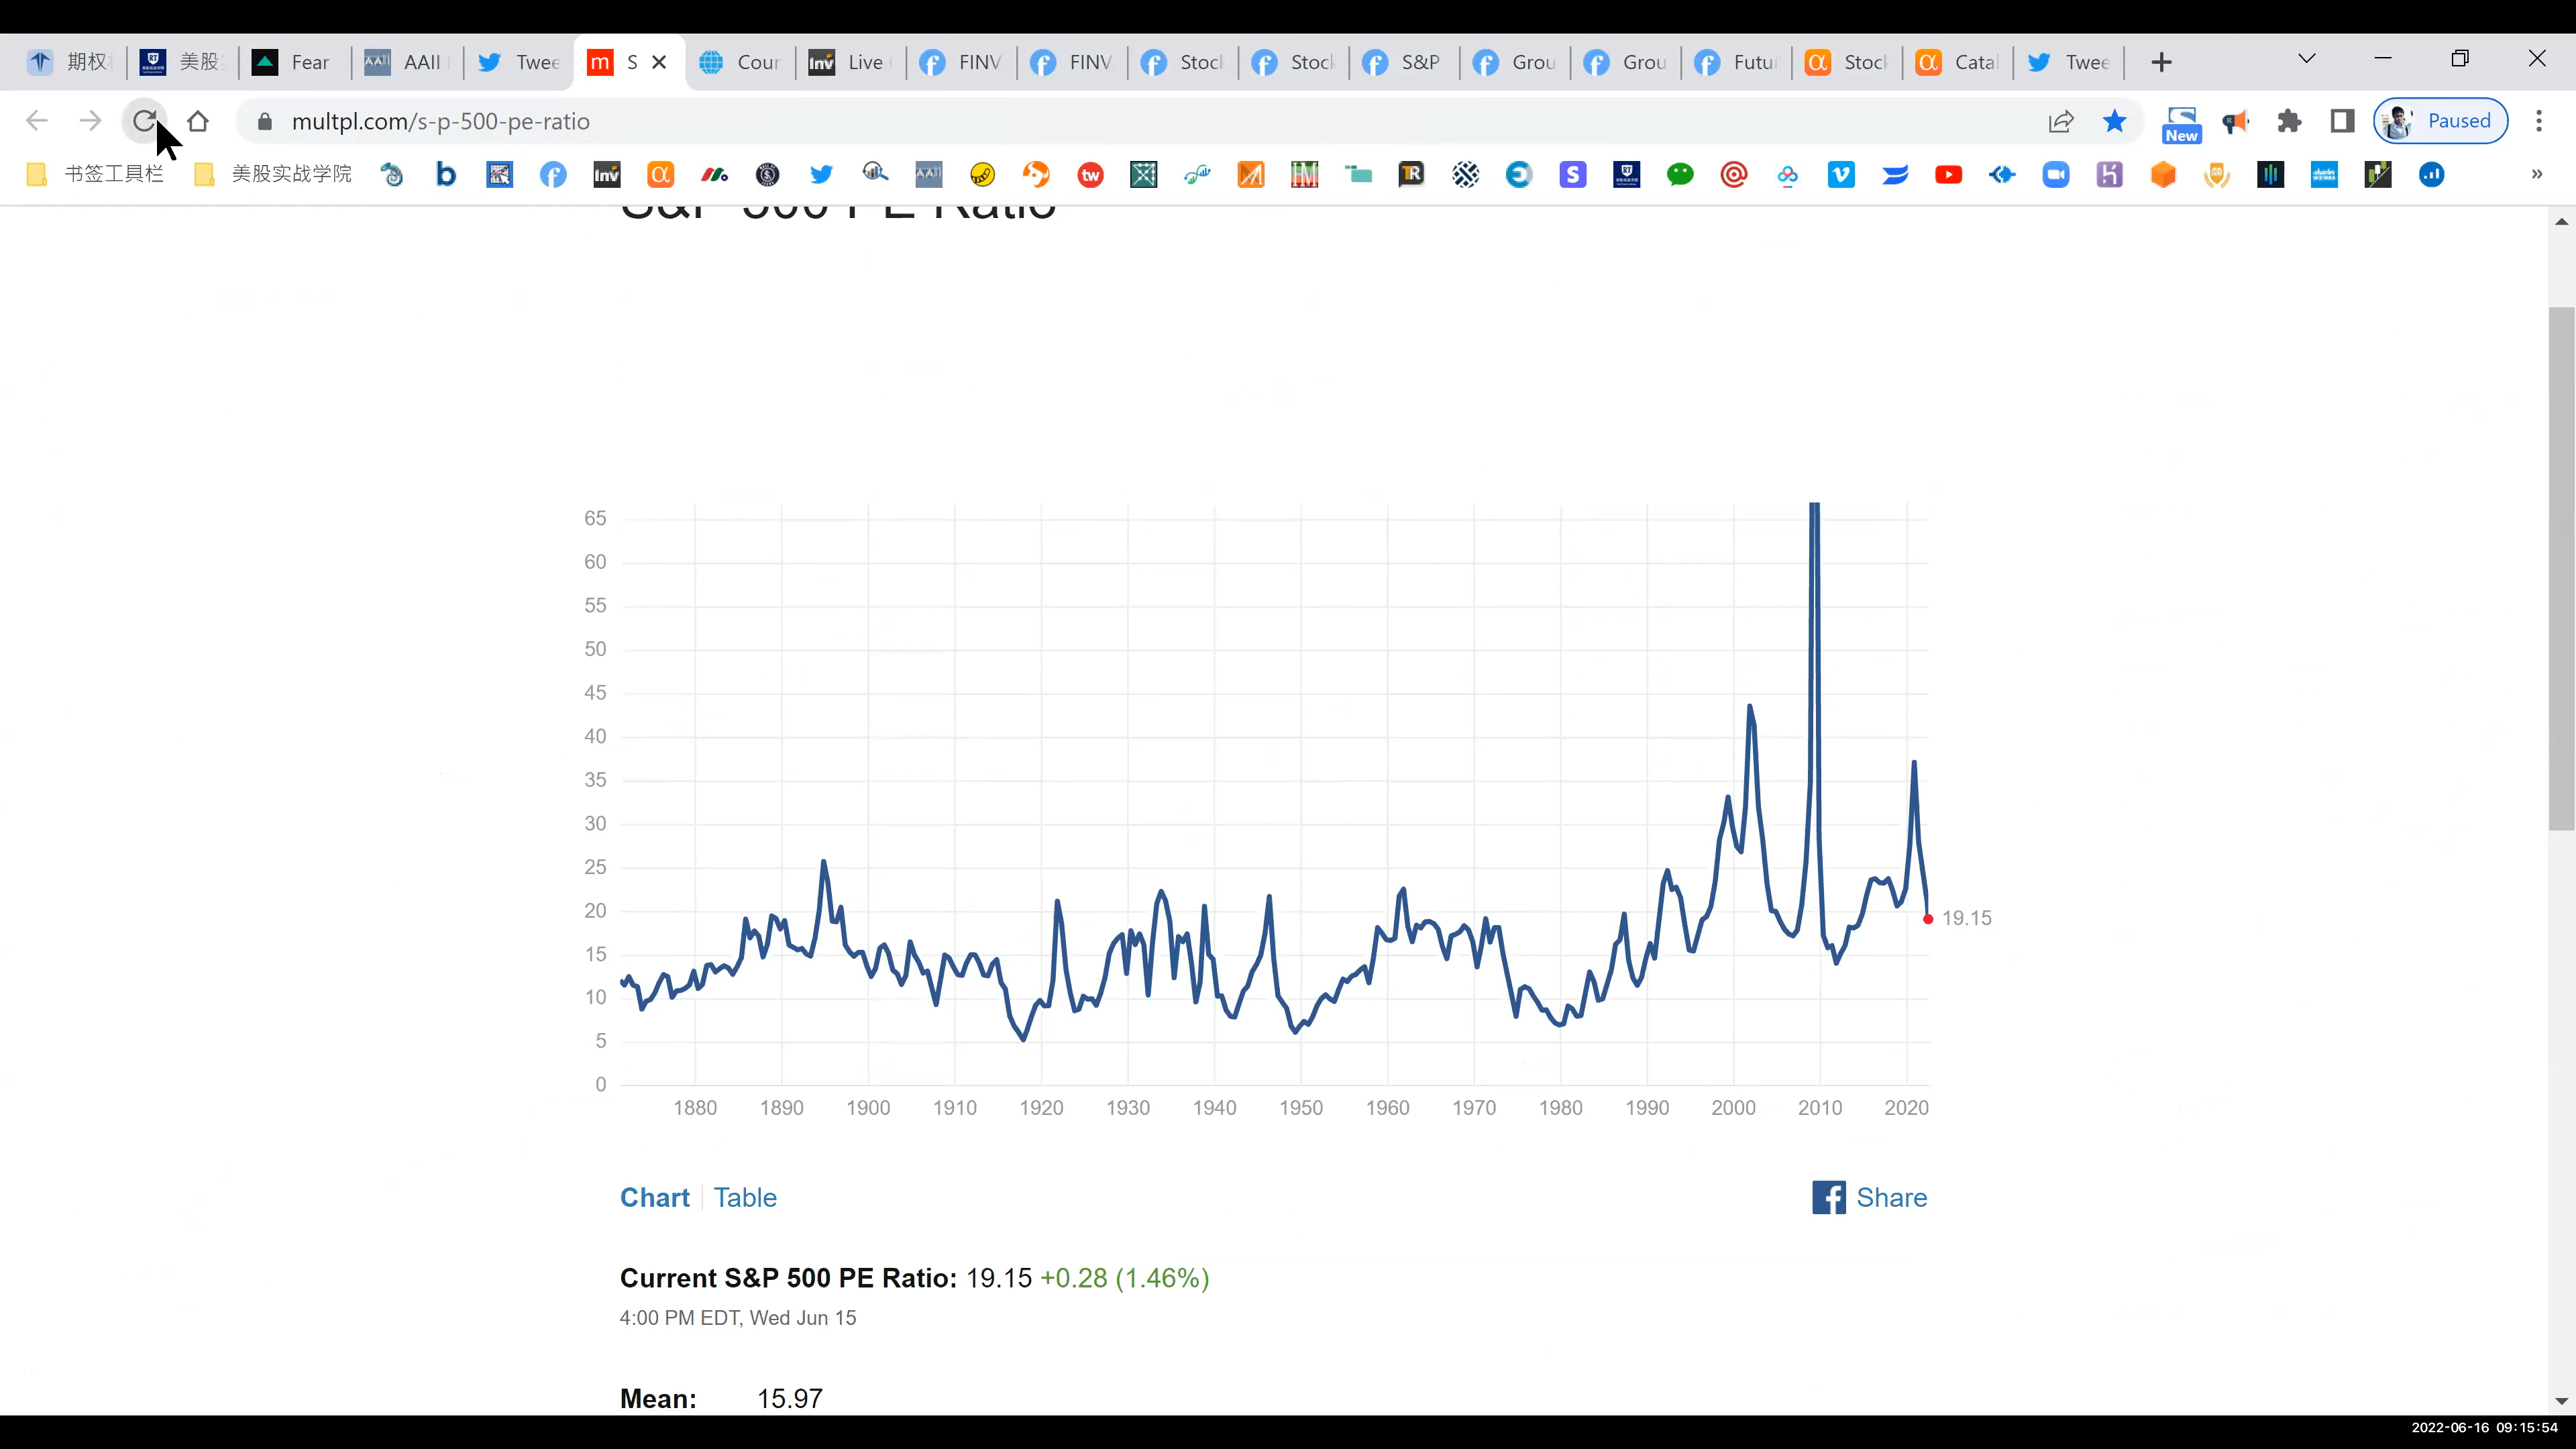 期权 美股 Fear AAII Twee S Cour Live FINV FINV Stoc Stoc S&P Grou Grou Futu Stoc Cata Twee
multpl.com/s-p-500-pe-ratio New Paused
书签工具栏 美股实战学院
S&P 500 PE Ratio
65
60
55
50
45
40
35
30
25
20
19.15
15
10
5
0
1880 1890 1900 1910 1920 1930 1940 1950 1960 1970 1980 1990 2000 2010 2020
Chart Table Share
Current S&P 500 PE Ratio: 19.15 +0.28 (1.46%)
4:00 PM EDT, Wed Jun 15
Mean: 15.97
2022-06-16 09:15:54